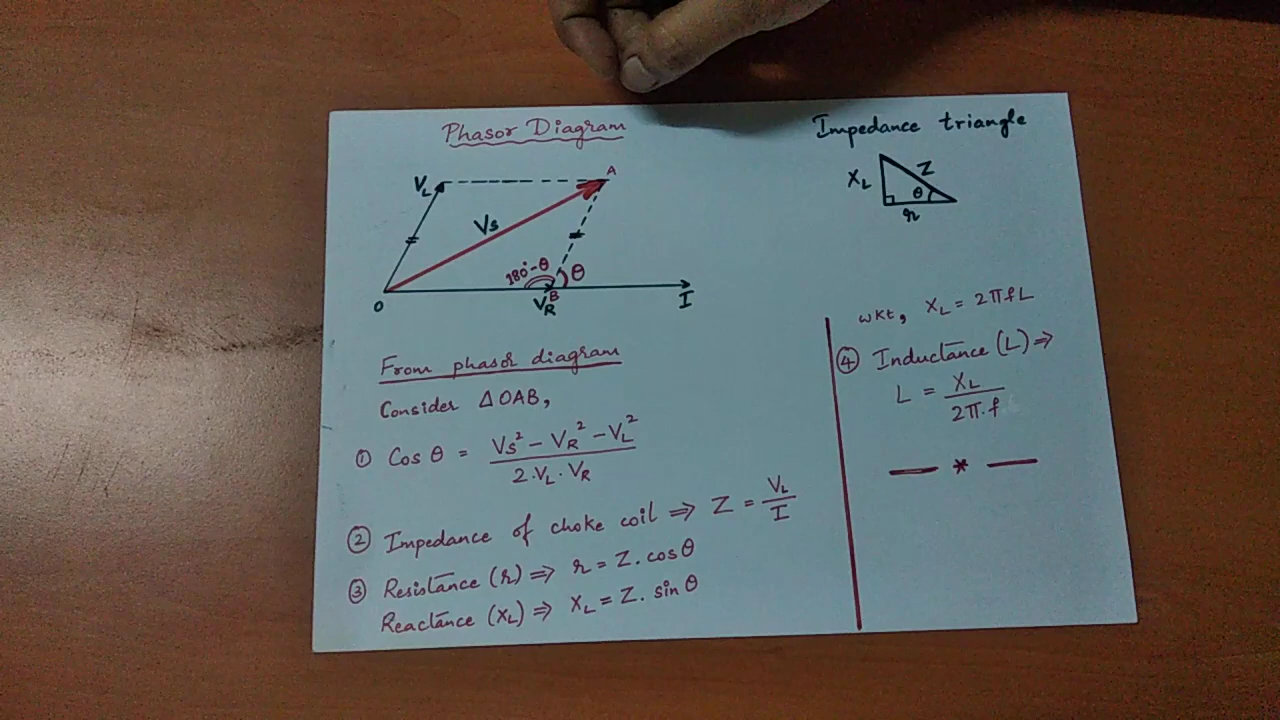 Phasor Diagram
VL
A
Vs
180°-θ
θ
O
B
VR
I
From phasor diagram
Consider ΔOAB,
① Cos θ = (Vs² - VR² - VL²) / (2.VL.VR)
② Impedance of choke coil ⇒ Z = VL / I
③ Resistance (r) ⇒ r = Z.cosθ
Reactance (XL) ⇒ XL = Z. sinθ
Impedance triangle
XL
Z
θ
r
WKt, XL = 2πfL
④ Inductance (L) ⇒
L = XL / 2π.f
— * —